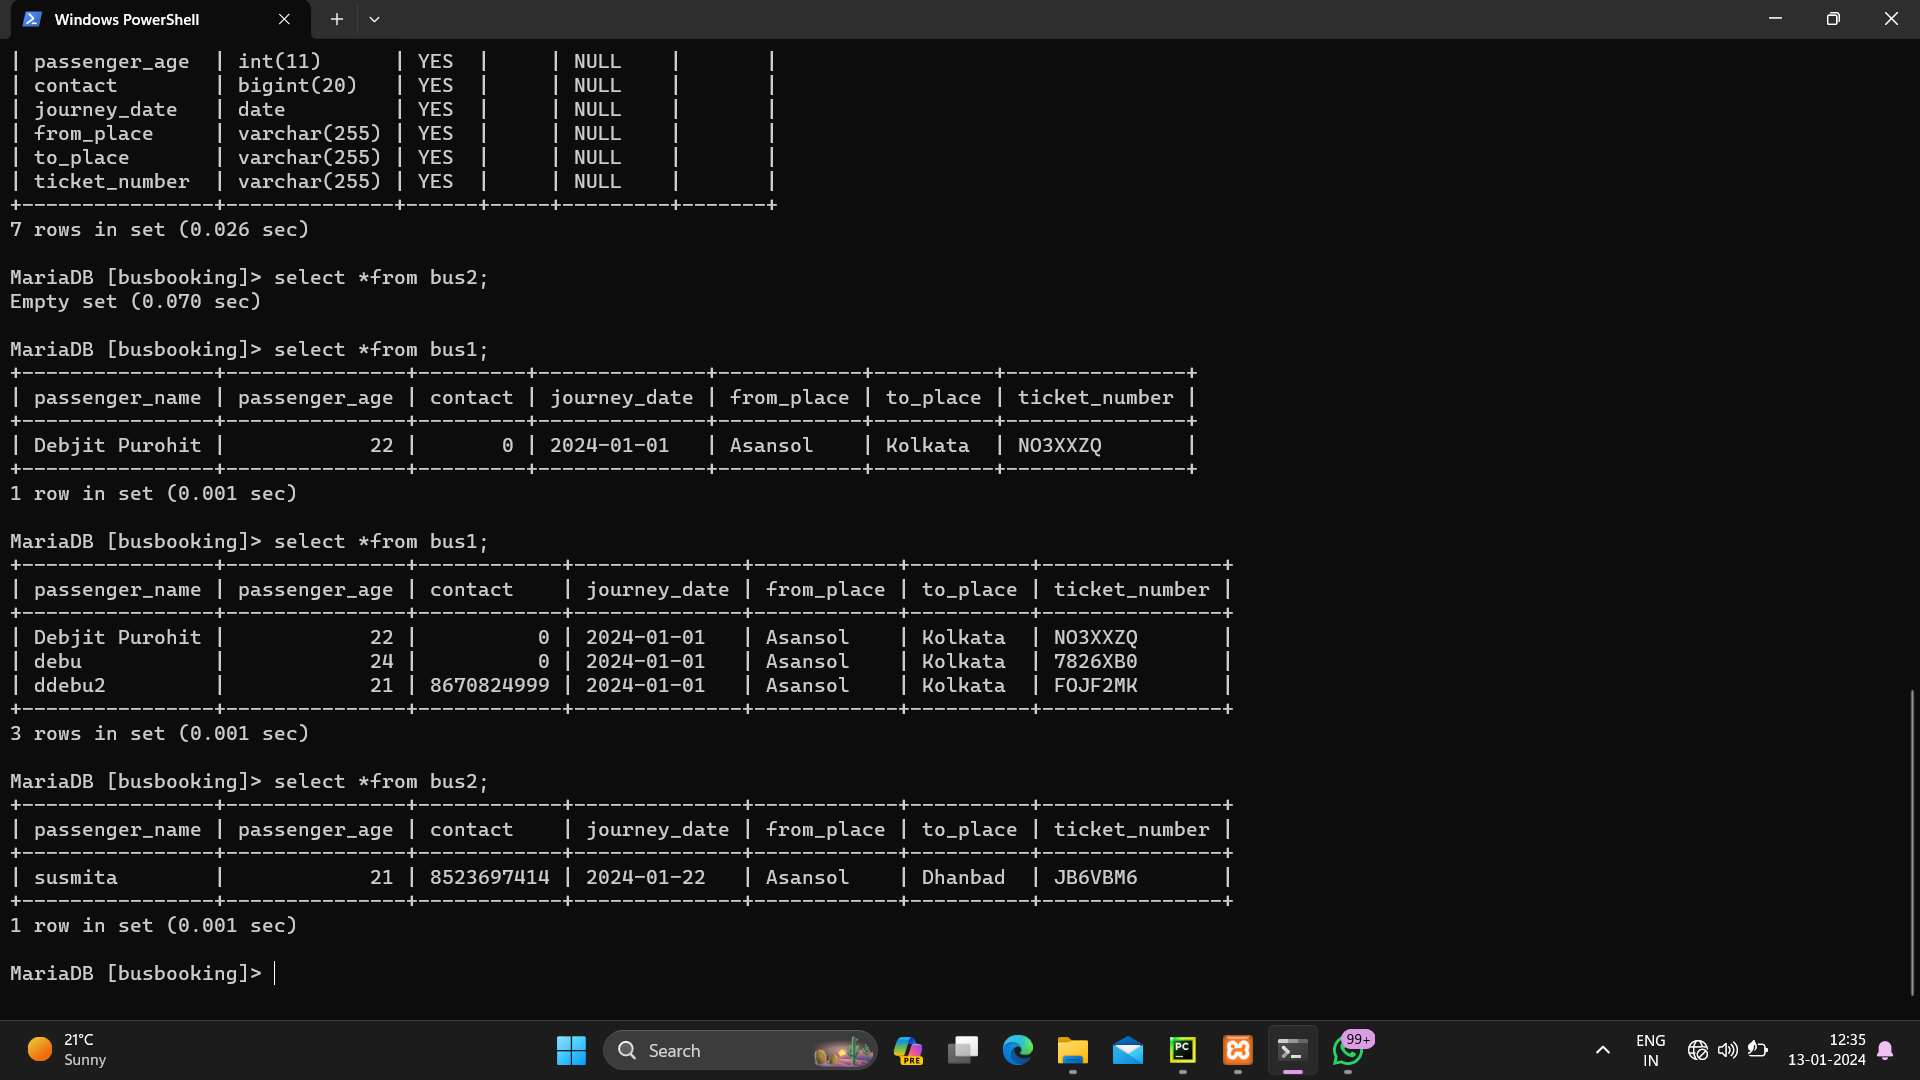 Windows PowerShell
| passenger_age  | int(11)      | YES  |     | NULL    |       |
| contact        | bigint(20)   | YES  |     | NULL    |       |
| journey_date   | date         | YES  |     | NULL    |       |
| from_place     | varchar(255) | YES  |     | NULL    |       |
| to_place       | varchar(255) | YES  |     | NULL    |       |
| ticket_number  | varchar(255) | YES  |     | NULL    |       |
+----------------+--------------+------+-----+---------+-------+
7 rows in set (0.026 sec)
MariaDB [busbooking]> select *from bus2;
Empty set (0.070 sec)
MariaDB [busbooking]> select *from bus1;
+----------------+---------------+---------+--------------+------------+----------+---------------+
| passenger_name | passenger_age | contact | journey_date | from_place | to_place | ticket_number |
+----------------+---------------+---------+--------------+------------+----------+---------------+
| Debjit Purohit |            22 |       0 | 2024-01-01   | Asansol    | Kolkata  | NO3XXZQ       |
+----------------+---------------+---------+--------------+------------+----------+---------------+
1 row in set (0.001 sec)
MariaDB [busbooking]> select *from bus1;
+----------------+---------------+------------+--------------+------------+----------+---------------+
| passenger_name | passenger_age | contact    | journey_date | from_place | to_place | ticket_number |
+----------------+---------------+------------+--------------+------------+----------+---------------+
| Debjit Purohit |            22 |          0 | 2024-01-01   | Asansol    | Kolkata  | NO3XXZQ       |
| debu           |            24 |          0 | 2024-01-01   | Asansol    | Kolkata  | 7826XB0       |
| ddebu2         |            21 | 8670824999 | 2024-01-01   | Asansol    | Kolkata  | FOJF2MK       |
+----------------+---------------+------------+--------------+------------+----------+---------------+
3 rows in set (0.001 sec)
MariaDB [busbooking]> select *from bus2;
+----------------+---------------+------------+--------------+------------+----------+---------------+
| passenger_name | passenger_age | contact    | journey_date | from_place | to_place | ticket_number |
+----------------+---------------+------------+--------------+------------+----------+---------------+
| susmita        |            21 | 8523697414 | 2024-01-22   | Asansol    | Dhanbad  | JB6VBM6       |
+----------------+---------------+------------+--------------+------------+----------+---------------+
1 row in set (0.001 sec)
MariaDB [busbooking]>
21°C
Sunny
Search
PRE
PC
99+
ENG
IN
12:35
13-01-2024